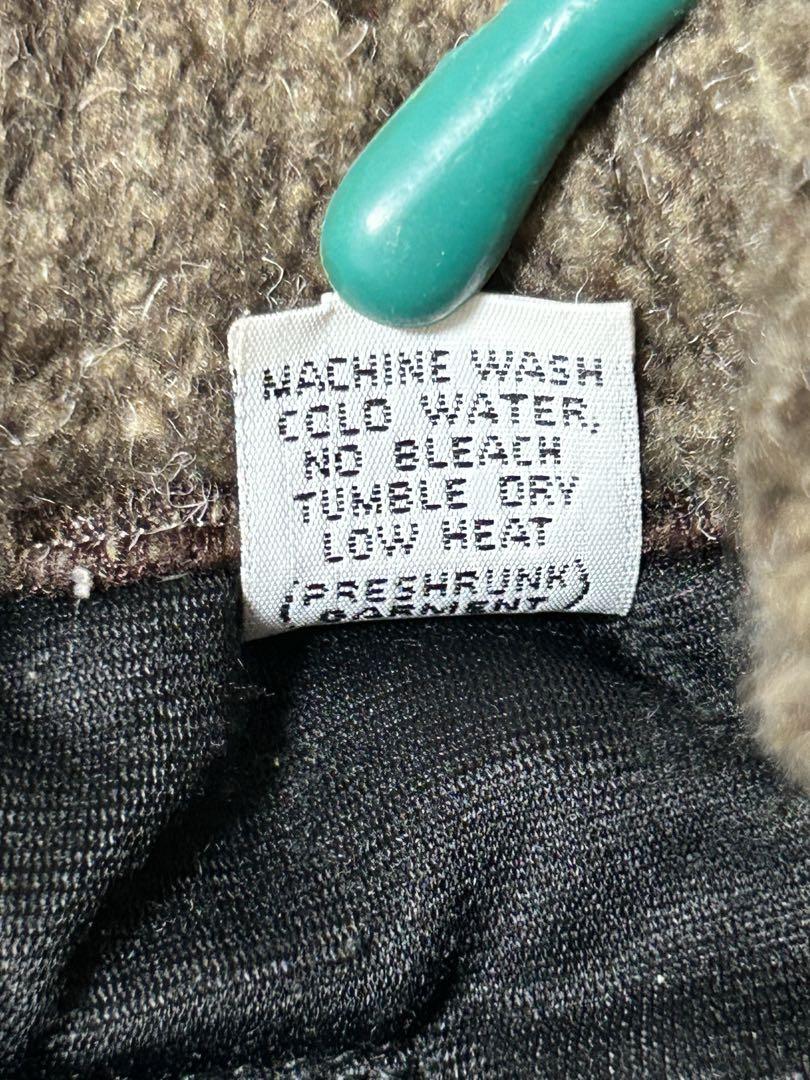 MACHINE WASH
COLD WATER,
NO BLEACH
TUMBLE DRY
LOW HEAT
(PRESHRUNK
GARMENT)